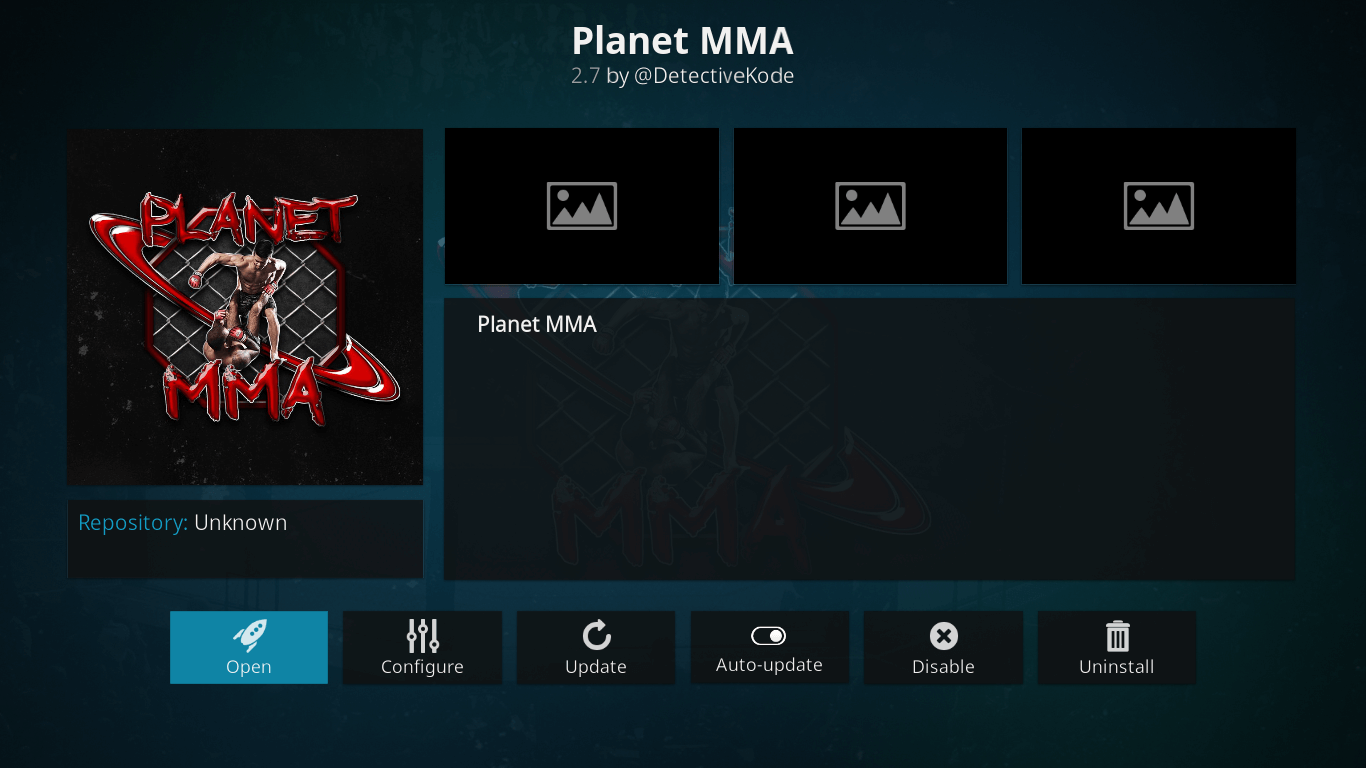 Planet MMA
2.7 by @DetectiveKode
PLANET
MMA
Planet MMA
Repository: Unknown
Open
Configure
Update
Auto-update
Disable
Uninstall